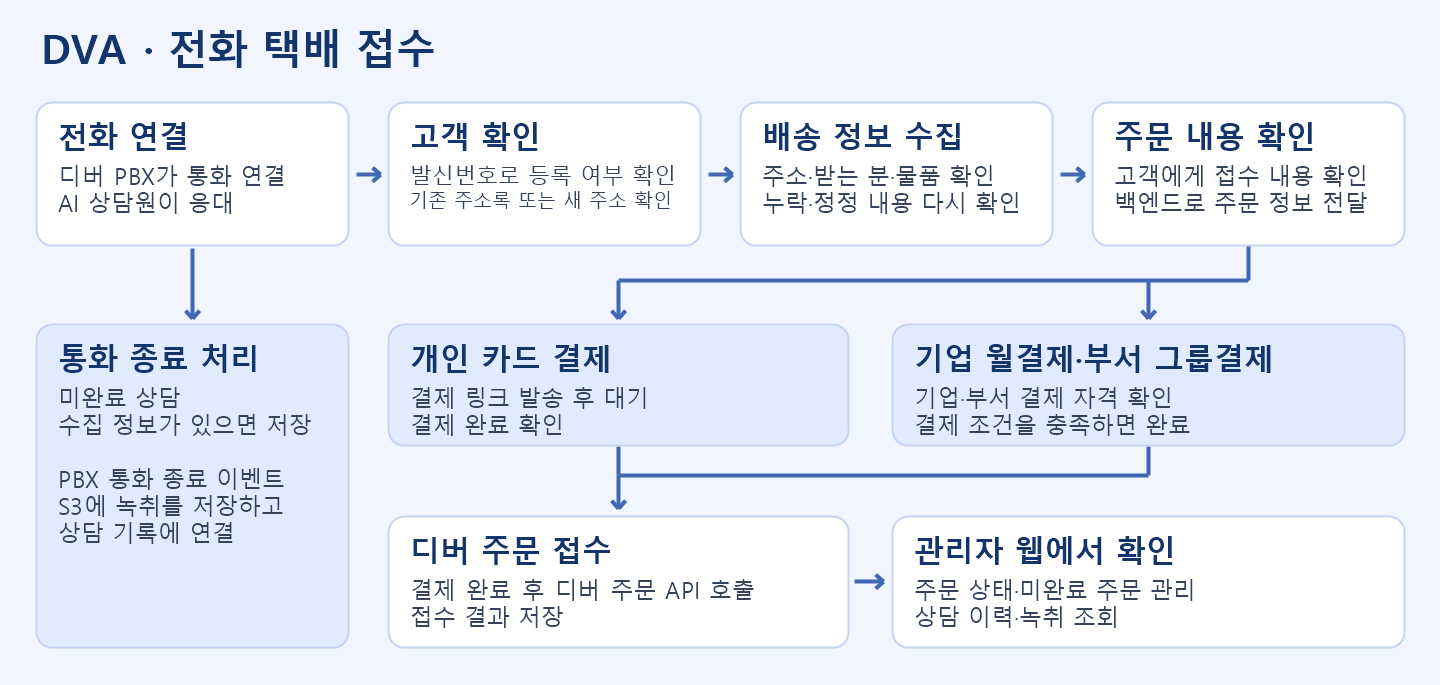 DVA · 전화 택배 접수
전화 연결
디버 PBX가 통화 연결
AI 상담원이 응대
고객 확인
발신번호로 등록 여부 확인
기존 주소록 또는 새 주소 확인
배송 정보 수집
주소·받는 분·물품 확인
누락·정정 내용 다시 확인
주문 내용 확인
고객에게 접수 내용 확인
백엔드로 주문 정보 전달
통화 종료 처리
미완료 상담
수집 정보가 있으면 저장
PBX 통화 종료 이벤트
S3에 녹취를 저장하고
상담 기록에 연결
개인 카드 결제
결제 링크 발송 후 대기
결제 완료 확인
기업 월결제·부서 그룹결제
기업·부서 결제 자격 확인
결제 조건을 충족하면 완료
디버 주문 접수
결제 완료 후 디버 주문 API 호출
접수 결과 저장
관리자 웹에서 확인
주문 상태·미완료 주문 관리
상담 이력·녹취 조회